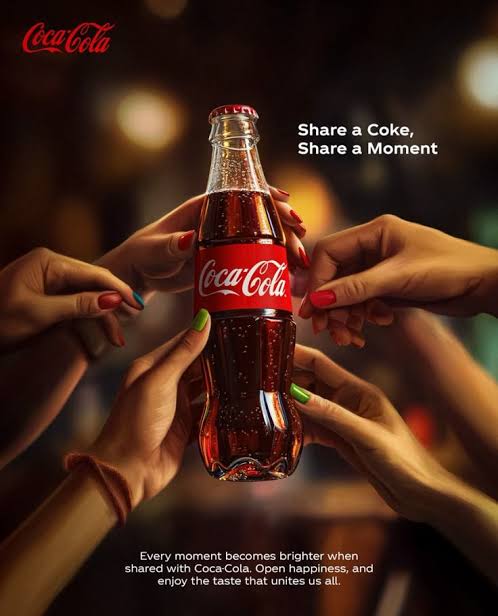 Coca-Cola
Share a Coke,
Share a Moment
Coca-Cola
Every moment becomes brighter when
shared with Coca-Cola. Open happiness, and
enjoy the taste that unites us all.